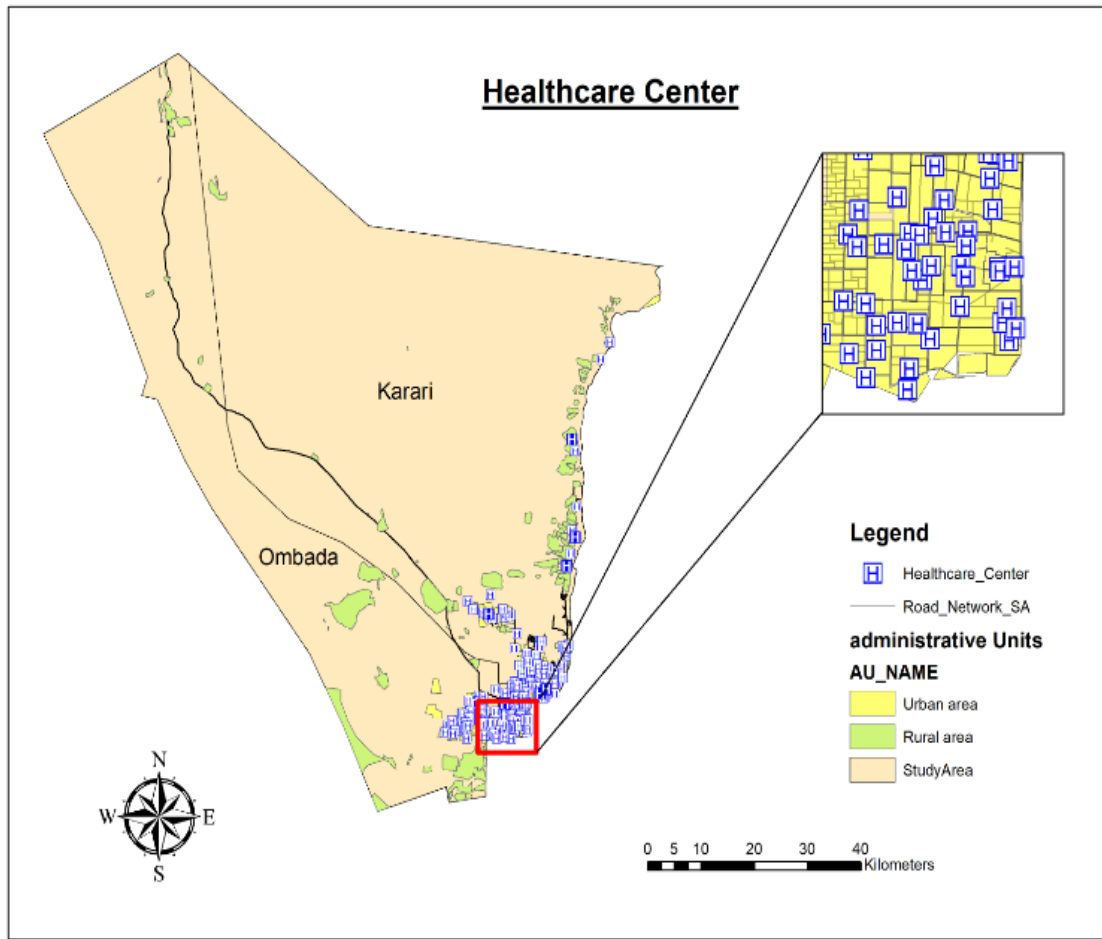 Healthcare Center
Karari
Ombada
Legend
H Healthcare_Center
Road_Network_SA
administrative Units
AU_NAME
Urban area
Rural area
StudyArea
N
W E
S
0 5 10 20 30 40
Kilometers